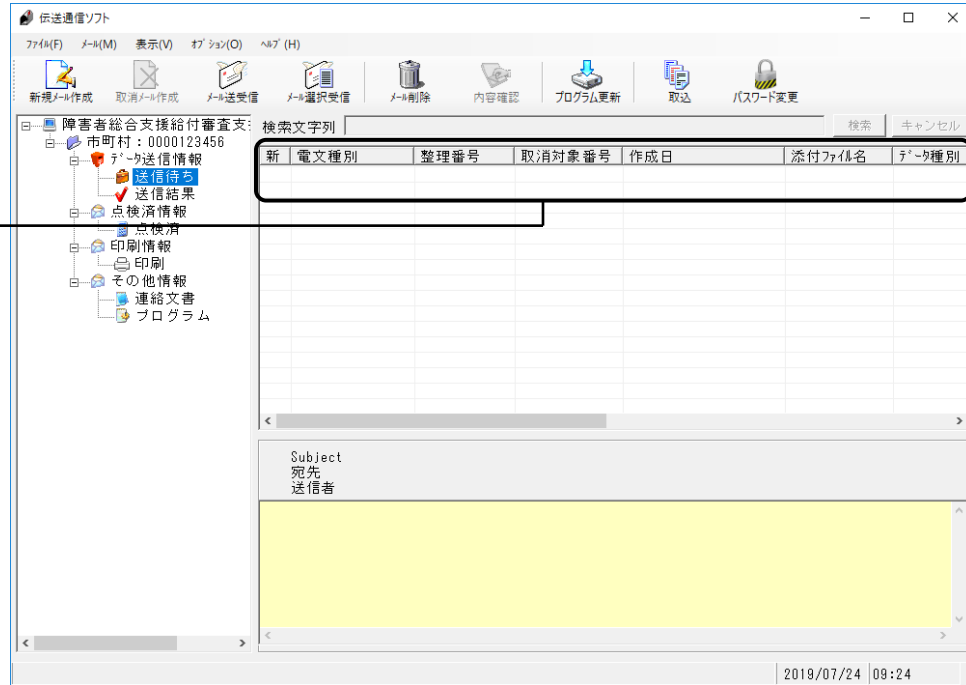 伝送通信ソフト
ﾌｧｲﾙ(F) ﾒｰﾙ(M) 表示(V) ｵﾌﾟｼｮﾝ(O) ﾍﾙﾌﾟ(H)
新規ﾒｰﾙ作成 取消ﾒｰﾙ作成 ﾒｰﾙ送受信 ﾒｰﾙ選択受信 ﾒｰﾙ削除 内容確認 ﾌﾟﾛｸﾞﾗﾑ更新 取込 ﾊﾟｽﾜｰﾄﾞ変更
障害者総合支援給付審査支
検索文字列 検索 キャンセル
市町村：0000123456
ﾃﾞｰﾀ送信情報
新 電文種別 整理番号 取消対象番号 作成日 添付ﾌｧｲﾙ名 ﾃﾞｰﾀ種別
送信待ち
送信結果
点検済情報
点検済
印刷情報
印刷
その他情報
連絡文書
プログラム
Subject
宛先
送信者
2019/07/24 09:24